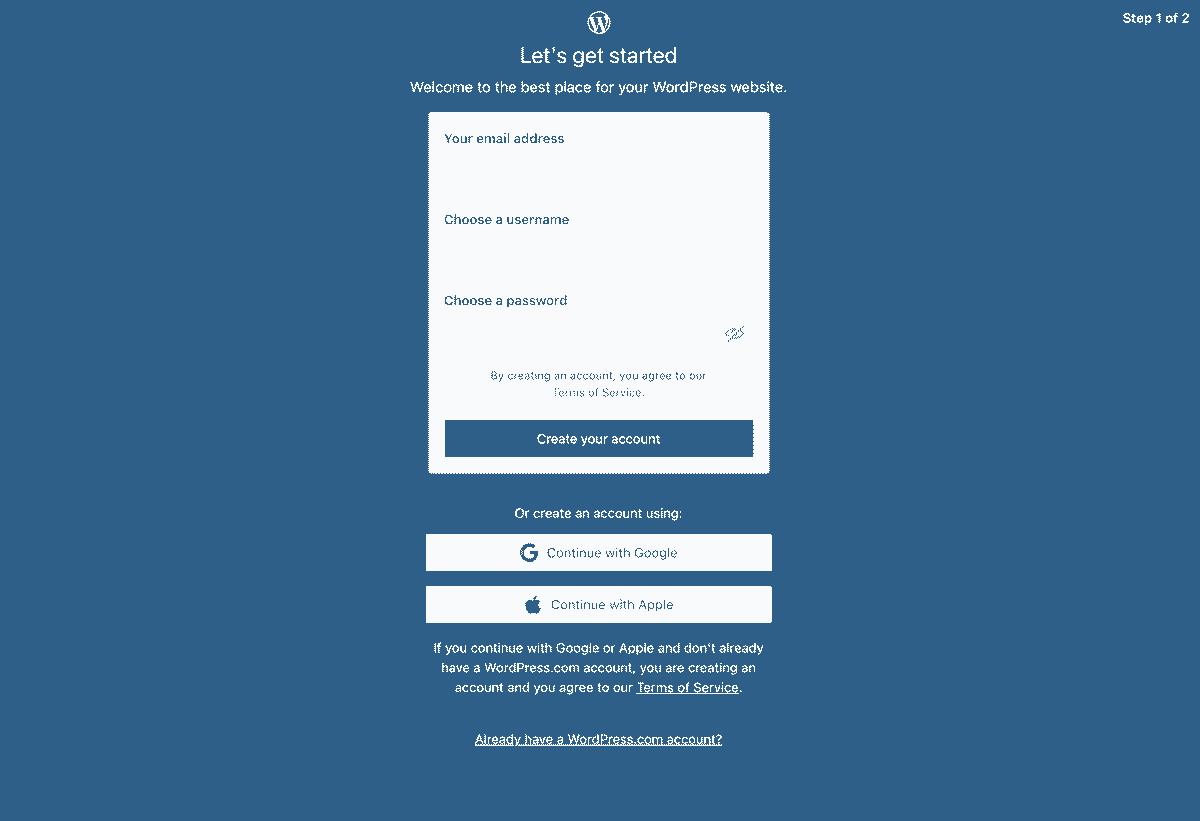 Step 1 of 2
Let's get started
Welcome to the best place for your WordPress website.
Your email address
Choose a username
Choose a password
By creating an account, you agree to our
Terms of Service.
Create your account
Or create an account using:
Continue with Google
Continue with Apple
If you continue with Google or Apple and don't already
have a WordPress.com account, you are creating an
account and you agree to our Terms of Service.
Already have a WordPress.com account?